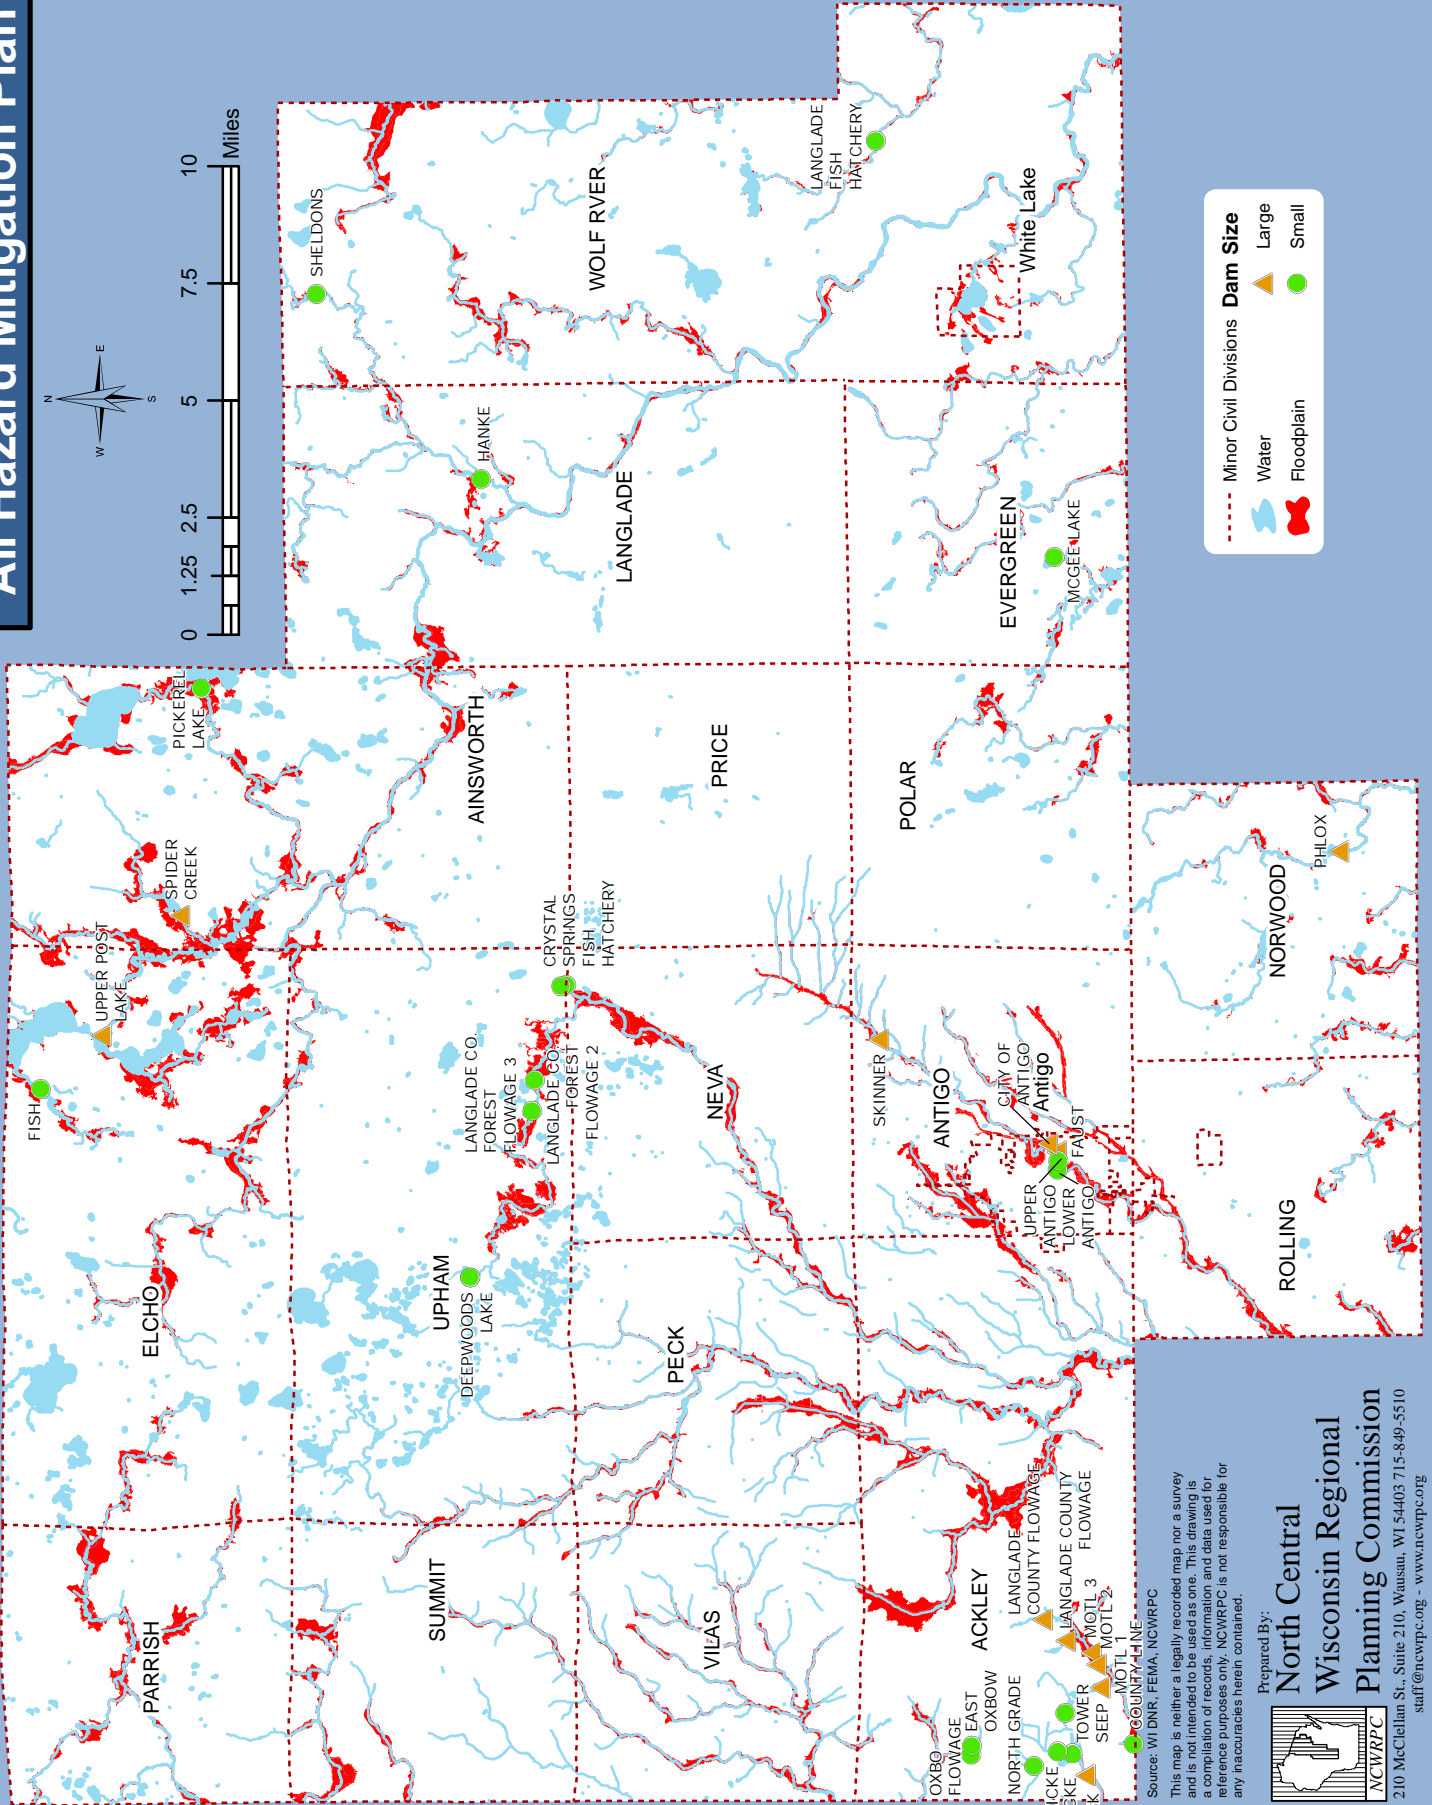 All Hazard Mitigation Plan
N
W
E
S
0
1.25
2.5
5
7.5
10
Miles
FISH
UPPER POST
LAKE
SPIDER
CREEK
PICKEREL
LAKE
SHELDONS
PARRISH
ELCHO
AINSWORTH
HANKE
WOLF RVER
LANGLADE
SUMMIT
UPHAM
DEEPWOODS
LAKE
LANGLADE CO.
FOREST
FLOWAGE 3
LANGLADE CO.
FOREST
FLOWAGE 2
CRYSTAL
SPRINGS
FISH
HATCHERY
VILAS
PECK
NEVA
PRICE
LANGLADE
FISH
HATCHERY
SKINNER
POLAR
ANTIGO
CITY OF
ANTIGO
Antigo
FAUST
UPPER
ANTIGO
LOWER
ANTIGO
EVERGREEN
MCGEE LAKE
White Lake
ACKLEY
OXBO
FLOWAGE
EAST
OXBOW
NORTH GRADE
LANGLADE
COUNTY FLOWAGE
LANGLADE COUNTY
FLOWAGE
MOTL 3
MOTL 2
MOTL 1
TOWER
SEEP
COUNTY LINE
ROLLING
NORWOOD
PHLOX
Minor Civil Divisions
Water
Floodplain
Dam Size
Large
Small
Source: WI DNR, FEMA, NCWRPC
This map is neither a legally recorded map nor a survey
and is not intended to be used as one. This drawing is
a compilation of records, information and data used for
reference purposes only. NCWRPC is not responsible for
any inaccuracies herein contained.
Prepared By:
North Central
Wisconsin Regional
Planning Commission
NCWRPC
210 McClellan St., Suite 210, Wausau, WI 54403 715-849-5510
staff@ncwrpc.org - www.ncwrpc.org